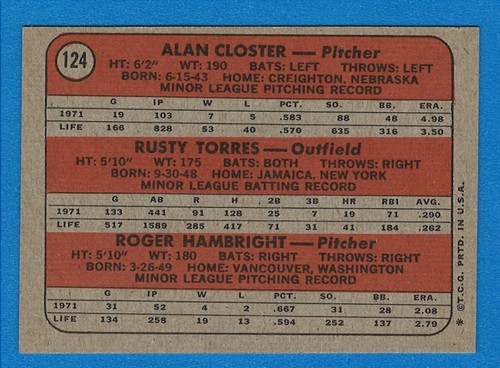 124
ALAN CLOSTER — Pitcher
HT: 6'2" WT: 190 BATS: LEFT THROWS: LEFT
BORN: 6-15-43 HOME: CREIGHTON, NEBRASKA
MINOR LEAGUE PITCHING RECORD
G IP W L PCT. SO. BB. ERA.
1971 19 103 7 5 .583 88 48 4.98
LIFE 166 828 53 40 .570 635 316 3.50
RUSTY TORRES — Outfield
HT: 5'10" WT: 175 BATS: BOTH THROWS: RIGHT
BORN: 9-30-48 HOME: JAMAICA, NEW YORK
MINOR LEAGUE BATTING RECORD
G AB R H 2B 3B HR RBI AVG.
1971 133 441 91 128 25 7 19 71 .290
LIFE 517 1589 285 417 71 31 41 184 .262
ROGER HAMBRIGHT — Pitcher
HT: 5'10" WT: 180 BATS: RIGHT THROWS: RIGHT
BORN: 3-26-49 HOME: VANCOUVER, WASHINGTON
MINOR LEAGUE PITCHING RECORD
G IP W L PCT. SO. BB. ERA.
1971 31 52 4 2 .667 52 28 2.08
LIFE 134 258 19 13 .594 252 137 2.79
* © T.C.G. PRTD. IN U.S.A.